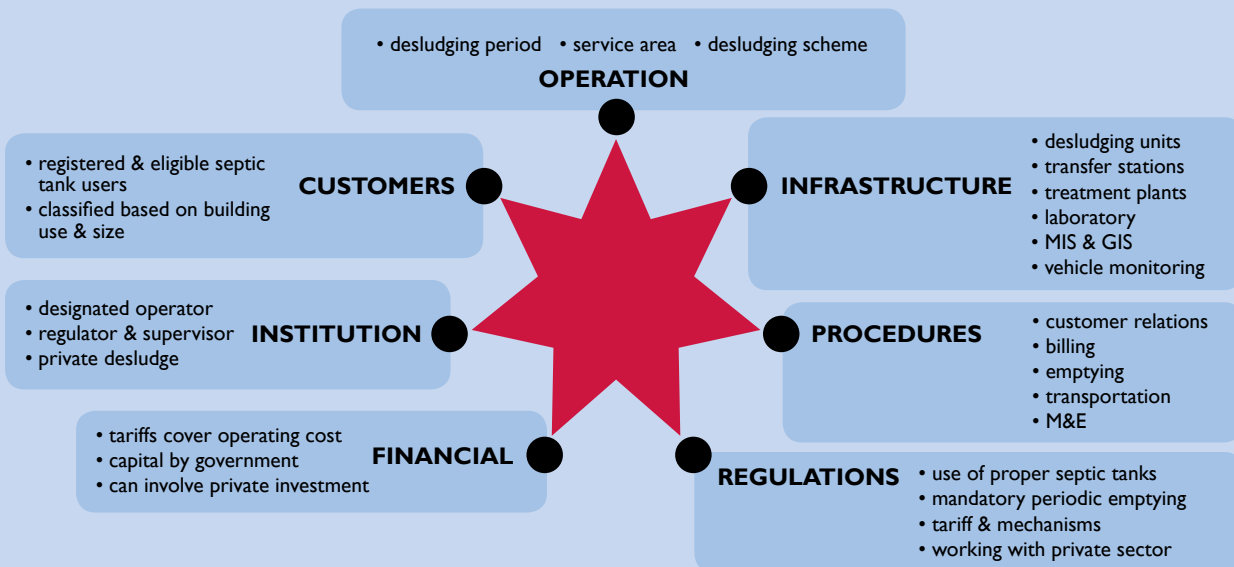 • desludging period • service area • desludging scheme
OPERATION
• registered & eligible septic
tank users
• classified based on building
use & size
CUSTOMERS
INFRASTRUCTURE
• desludging units
• transfer stations
• treatment plants
• laboratory
• MIS & GIS
• vehicle monitoring
• designated operator
• regulator & supervisor
• private desludge
INSTITUTION
PROCEDURES
• customer relations
• billing
• emptying
• transportation
• M&E
• tariffs cover operating cost
• capital by government
• can involve private investment
FINANCIAL
REGULATIONS
• use of proper septic tanks
• mandatory periodic emptying
• tariff & mechanisms
• working with private sector